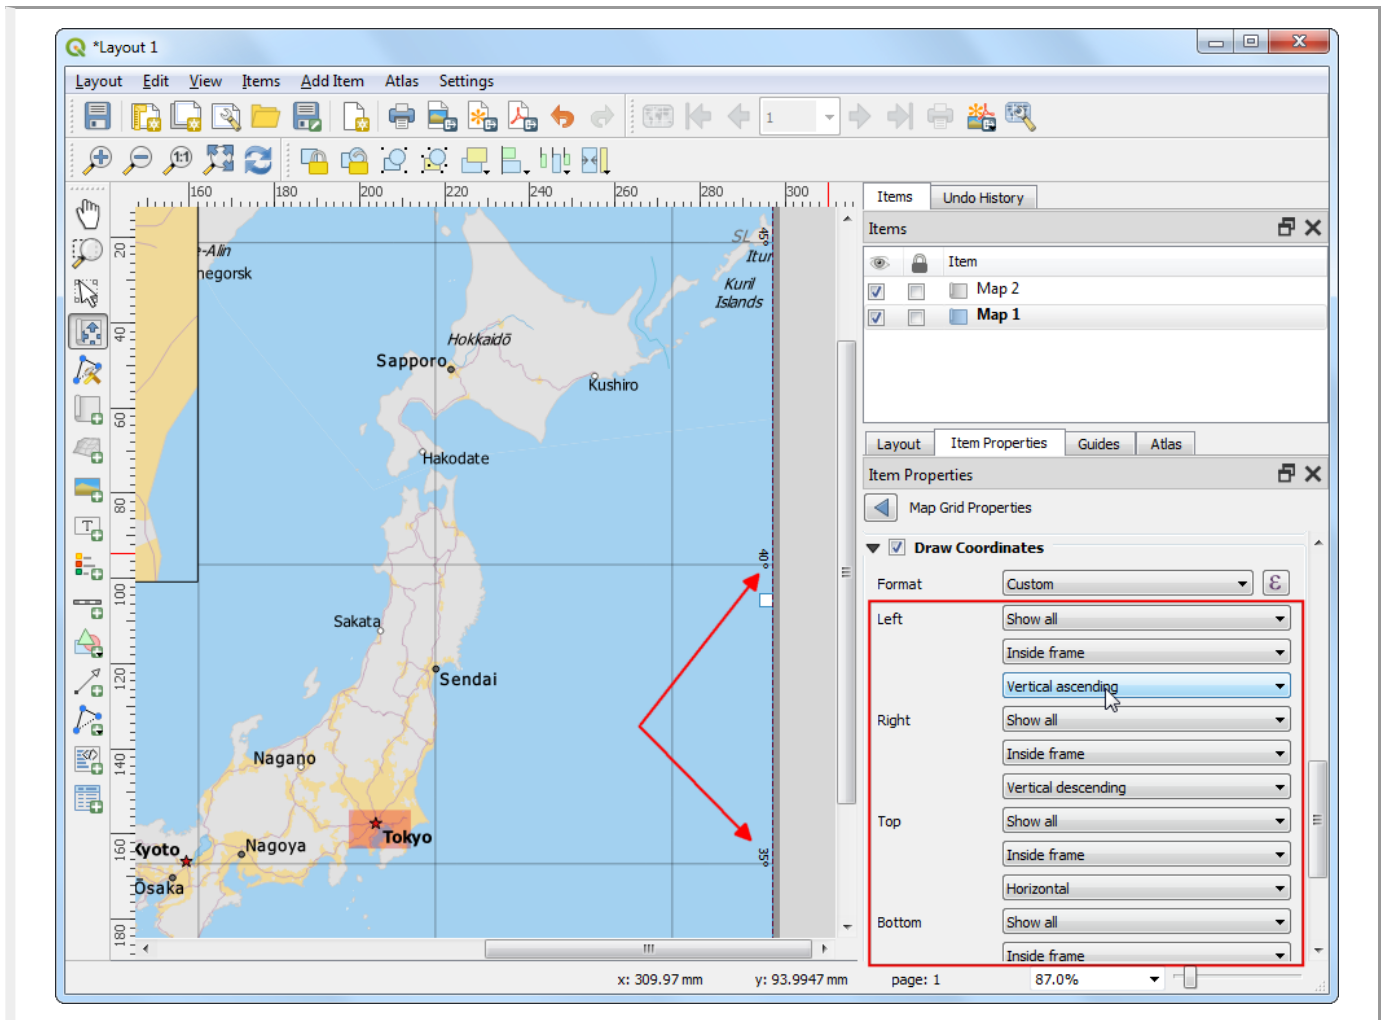 *Layout 1
Layout Edit View Items Add Item Atlas Settings
1:1 1
160 180 200 220 240 260 280 300
20
40
60
80
100
120
140
160
180
e-Alin
negorsk
SL 45°
Itur
Kuril
Islands
Hokkaidō
Sapporo
Kushiro
Hakodate
40°
Sakata
Sendai
Nagano
Tokyo
Kyoto
Nagoya
35°
Ōsaka
Items Undo History
Items
Item
Map 2
Map 1
Layout Item Properties Guides Atlas
Item Properties
Map Grid Properties
Draw Coordinates
Format Custom ε
Left Show all
Inside frame
Vertical ascending
Right Show all
Inside frame
Vertical descending
Top Show all
Inside frame
Horizontal
Bottom Show all
Inside frame
x: 309.97 mm y: 93.9947 mm page: 1 87.0%